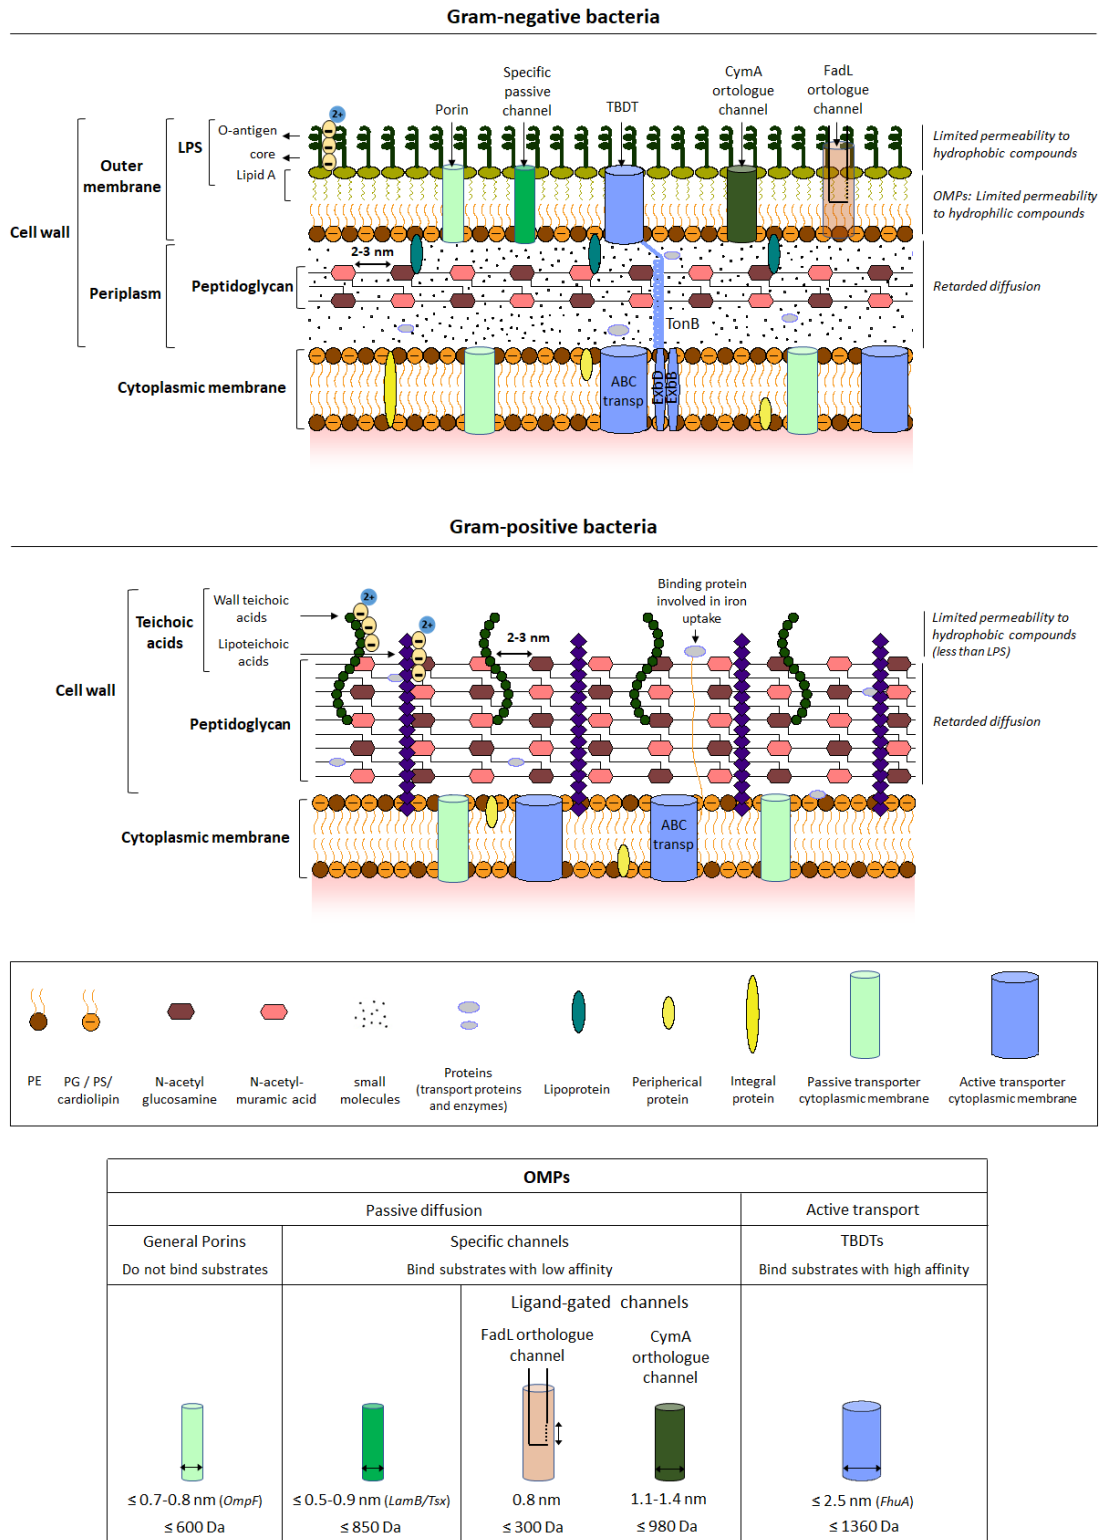 Gram-negative bacteria
Specific
passive
channel
Porin
TBDT
CymA
ortologue
channel
FadL
ortologue
channel
2+
O-antigen
core
Lipid A
LPS
Outer
membrane
Cell wall
Periplasm
Peptidoglycan
2-3 nm
Cytoplasmic membrane
TonB
ABC
transp
ExbD
ExbB
Limited permeability to
hydrophobic compounds
OMPs: Limited permeability
to hydrophilic compounds
Retarded diffusion
Gram-positive bacteria
Teichoic
acids
Wall teichoic
acids
Lipoteichoic
acids
2+
2+
2-3 nm
Binding protein
involved in iron
uptake
Cell wall
Peptidoglycan
Cytoplasmic membrane
ABC
transp
Limited permeability to
hydrophobic compounds
(less than LPS)
Retarded diffusion
PE
PG / PS/
cardiolipin
N-acetyl
glucosamine
N-acetyl-
muramic acid
small
molecules
Proteins
(transport proteins
and enzymes)
Lipoprotein
Peripherical
protein
Integral
protein
Passive transporter
cytoplasmic membrane
Active transporter
cytoplasmic membrane
OMPs
Passive diffusion
Active transport
General Porins
Do not bind substrates
Specific channels
Bind substrates with low affinity
TBDTs
Bind substrates with high affinity
Ligand-gated channels
FadL orthologue
channel
CymA
orthologue
channel
≤ 0.7-0.8 nm (OmpF)
≤ 600 Da
≤ 0.5-0.9 nm (LamB/Tsx)
≤ 850 Da
0.8 nm
≤ 300 Da
1.1-1.4 nm
≤ 980 Da
≤ 2.5 nm (FhuA)
≤ 1360 Da